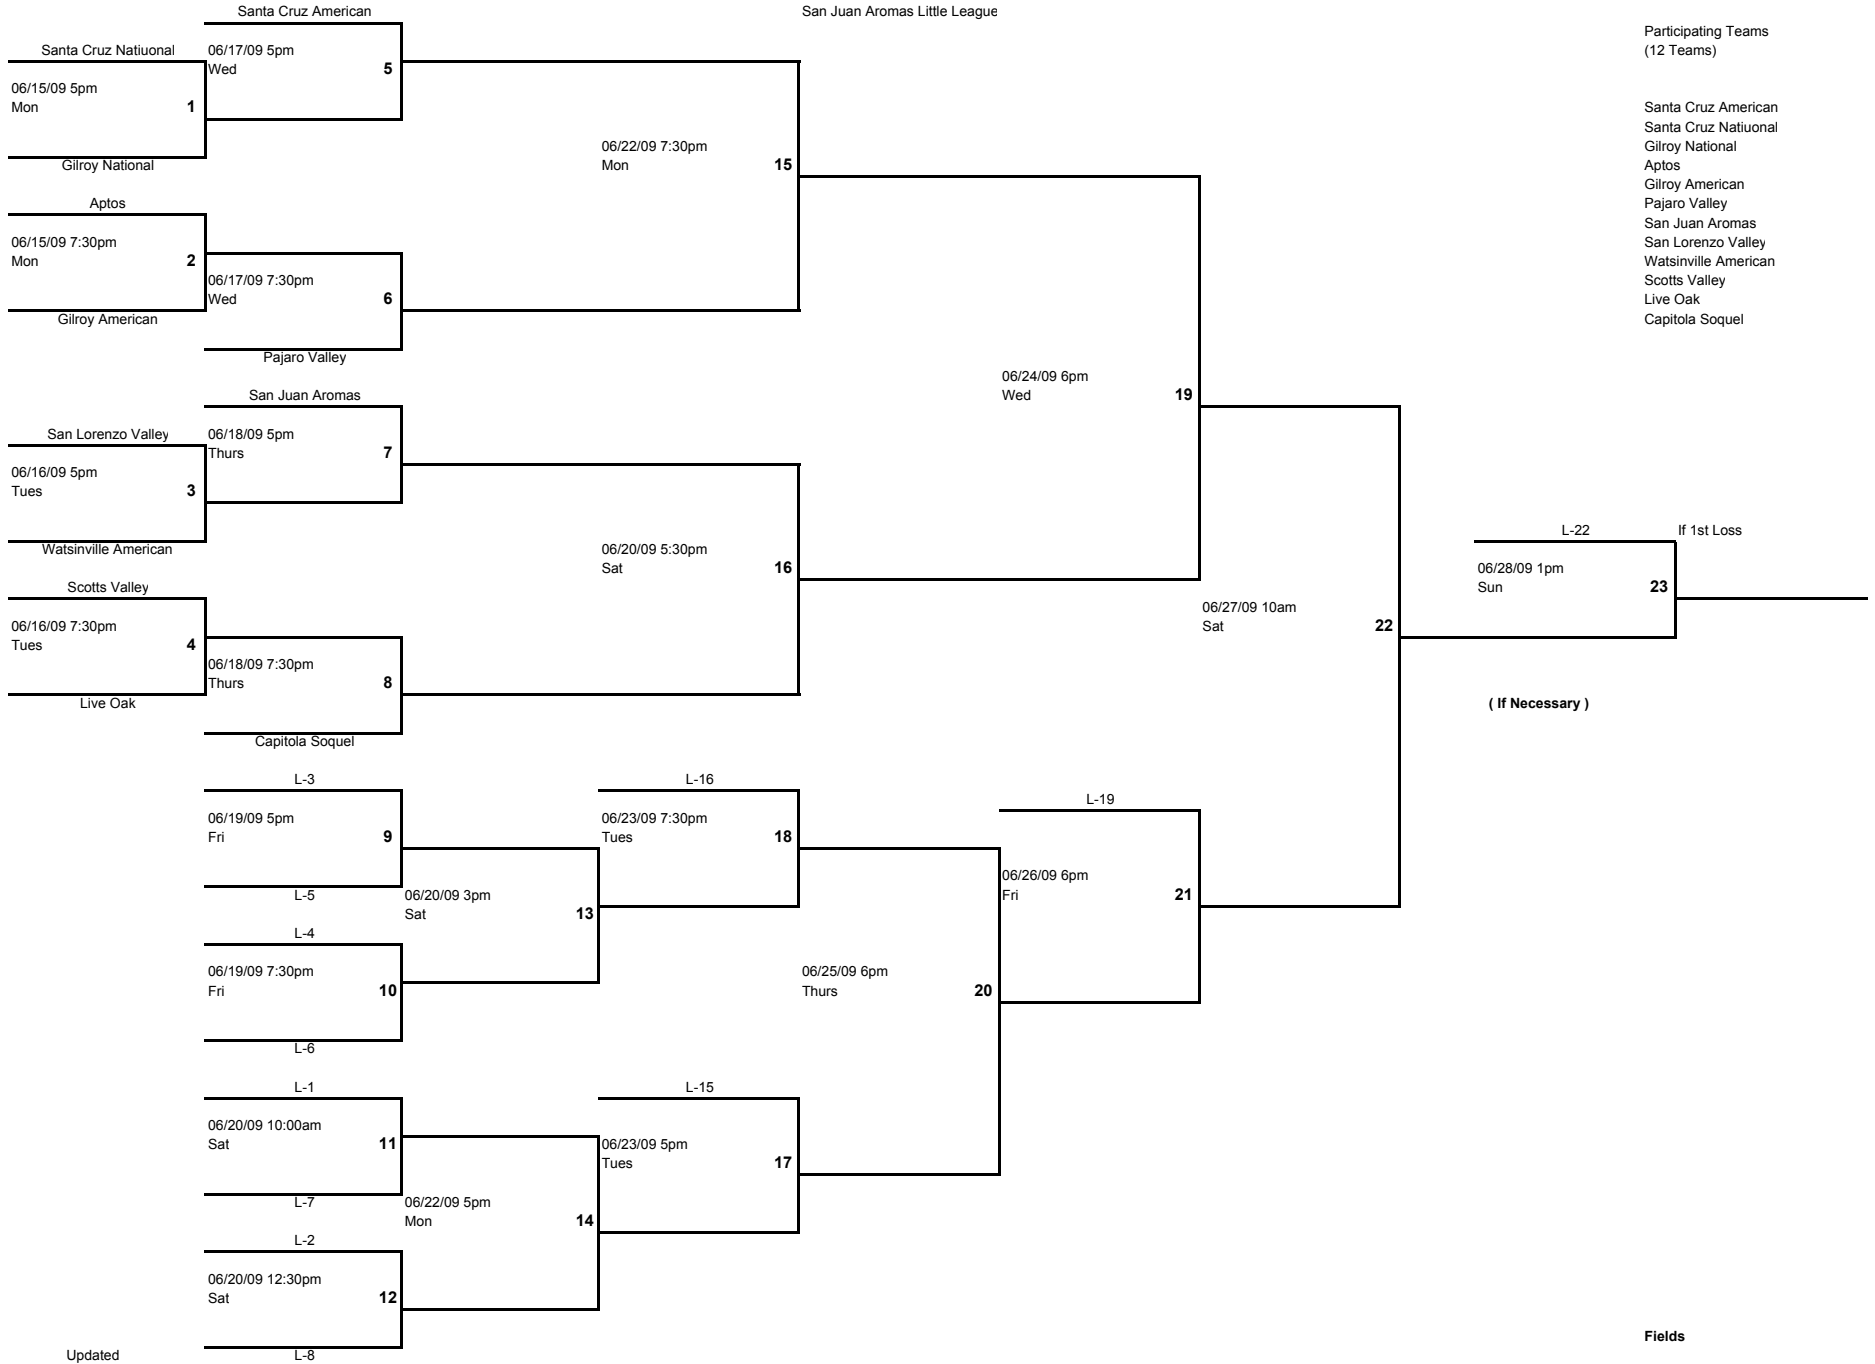 Santa Cruz American
San Juan Aromas Little League
Participating Teams
(12 Teams)
Santa Cruz Natiuonal
06/17/09 5pm
Wed
5
06/15/09 5pm
Mon
1
Gilroy National
06/22/09 7:30pm
Mon
15
Aptos
06/15/09 7:30pm
Mon
2
06/17/09 7:30pm
Wed
6
Gilroy American
Pajaro Valley
Santa Cruz American
Santa Cruz Natiuonal
Gilroy National
Aptos
Gilroy American
Pajaro Valley
San Juan Aromas
San Lorenzo Valley
Watsinville American
Scotts Valley
Live Oak
Capitola Soquel
San Juan Aromas
06/24/09 6pm
Wed
19
San Lorenzo Valley
06/18/09 5pm
Thurs
7
06/16/09 5pm
Tues
3
Watsinville American
06/20/09 5:30pm
Sat
16
L-22
If 1st Loss
06/28/09 1pm
Sun
23
Scotts Valley
06/16/09 7:30pm
Tues
4
06/27/09 10am
Sat
22
06/18/09 7:30pm
Thurs
8
Live Oak
( If Necessary )
Capitola Soquel
L-3
L-16
L-19
06/19/09 5pm
Fri
9
06/23/09 7:30pm
Tues
18
L-5
06/20/09 3pm
Sat
13
06/26/09 6pm
Fri
21
L-4
06/19/09 7:30pm
Fri
10
06/25/09 6pm
Thurs
20
L-6
L-1
L-15
06/20/09 10:00am
Sat
11
06/23/09 5pm
Tues
17
L-7
06/22/09 5pm
Mon
14
L-2
06/20/09 12:30pm
Sat
12
Fields
Updated
L-8